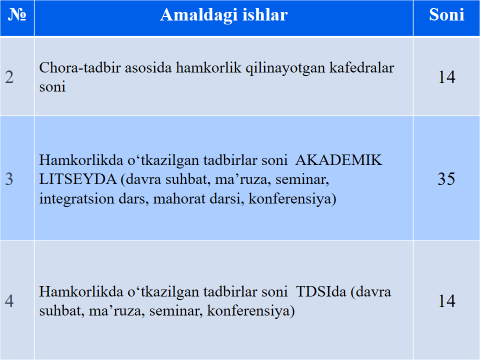 № Amaldagi ishlar Soni
2 Chora-tadbir asosida hamkorlik qilinayotgan kafedralar
soni 14
Hamkorlikda o‘tkazilgan tadbirlar soni AKADEMIK
3 LITSEYDA (davra suhbat, ma’ruza, seminar, 35
integratsion dars, mahorat darsi, konferensiya)
4 Hamkorlikda o‘tkazilgan tadbirlar soni TDSIda (davra
suhbat, ma’ruza, seminar, konferensiya) 14